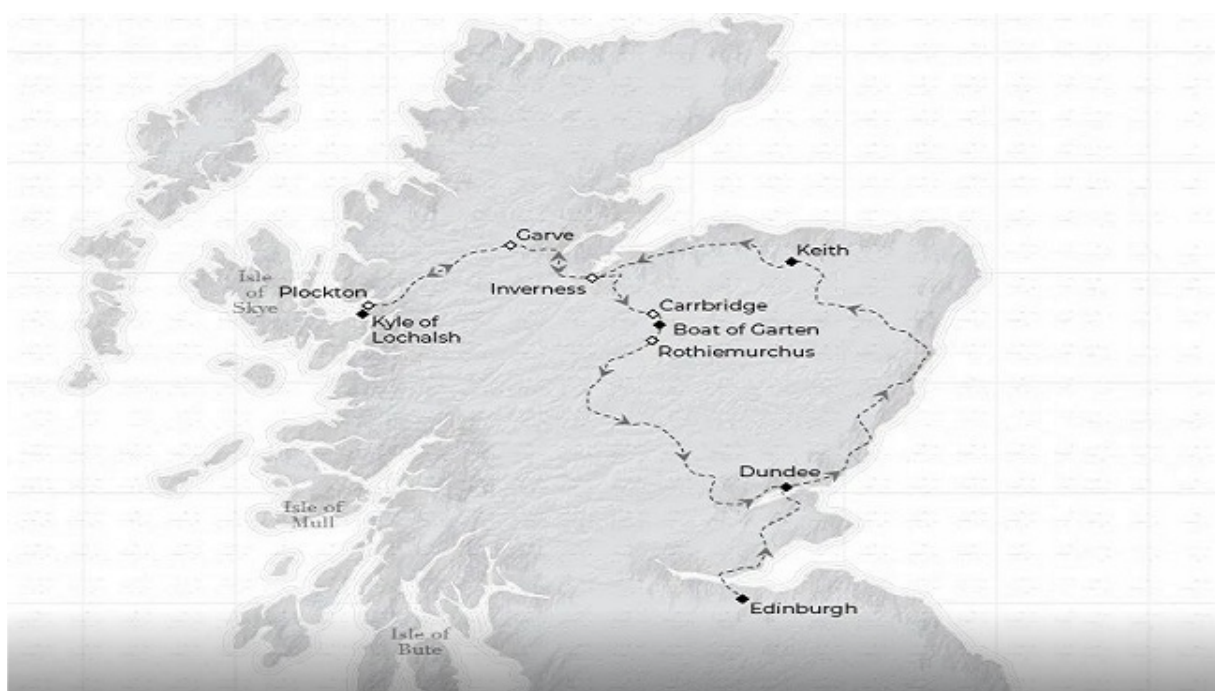 Garve
Keith
Isle
of
Skye
Plockton
Inverness
Carrbridge
Kyle of
Lochalsh
Boat of Garten
Rothiemurchus
Dundee
Isle of
Mull
Edinburgh
Isle of
Bute